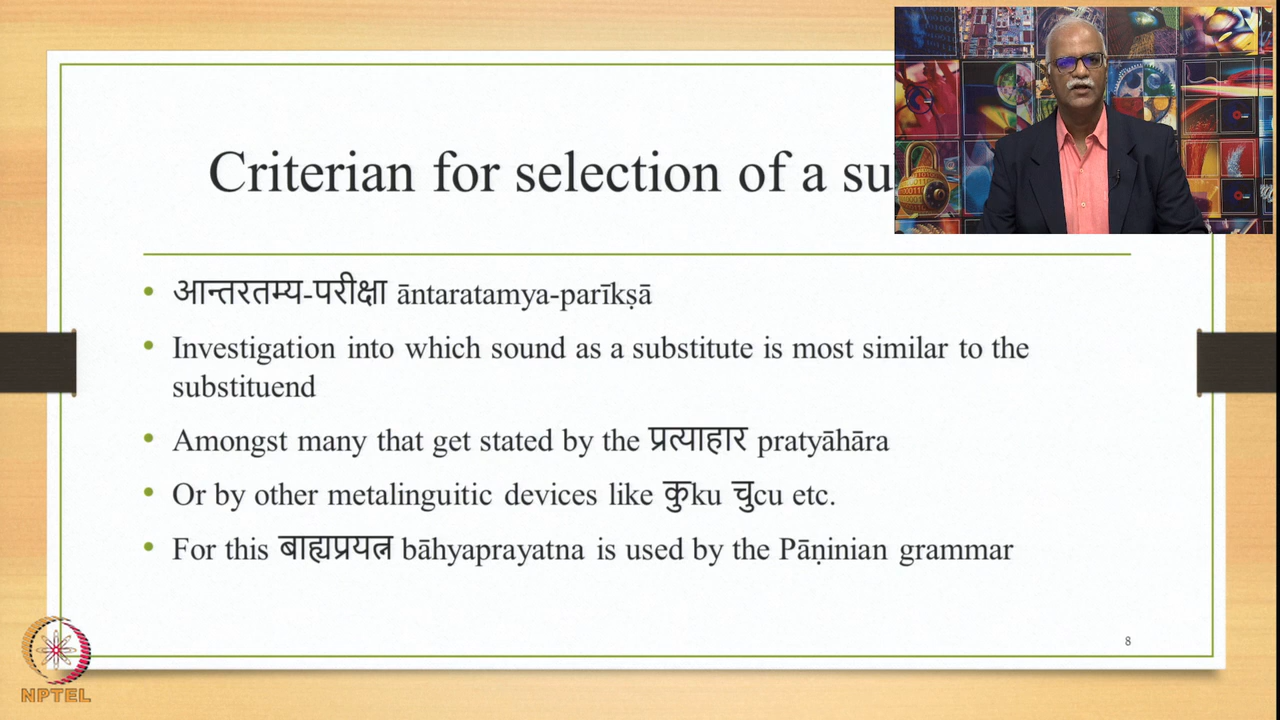 Criterian for selection of a
• आन्तरतम्य-परीक्षा āntaratamya-parīkṣā
• Investigation into which sound as a substitute is most similar to the
substituend
• Amongst many that get stated by the प्रत्याहार pratyāhāra
• Or by other metalinguitic devices like कुku चुcu etc.
• For this बाह्यप्रयत्न bāhyaprayatna is used by the Pāṇinian grammar
8
NPTEL